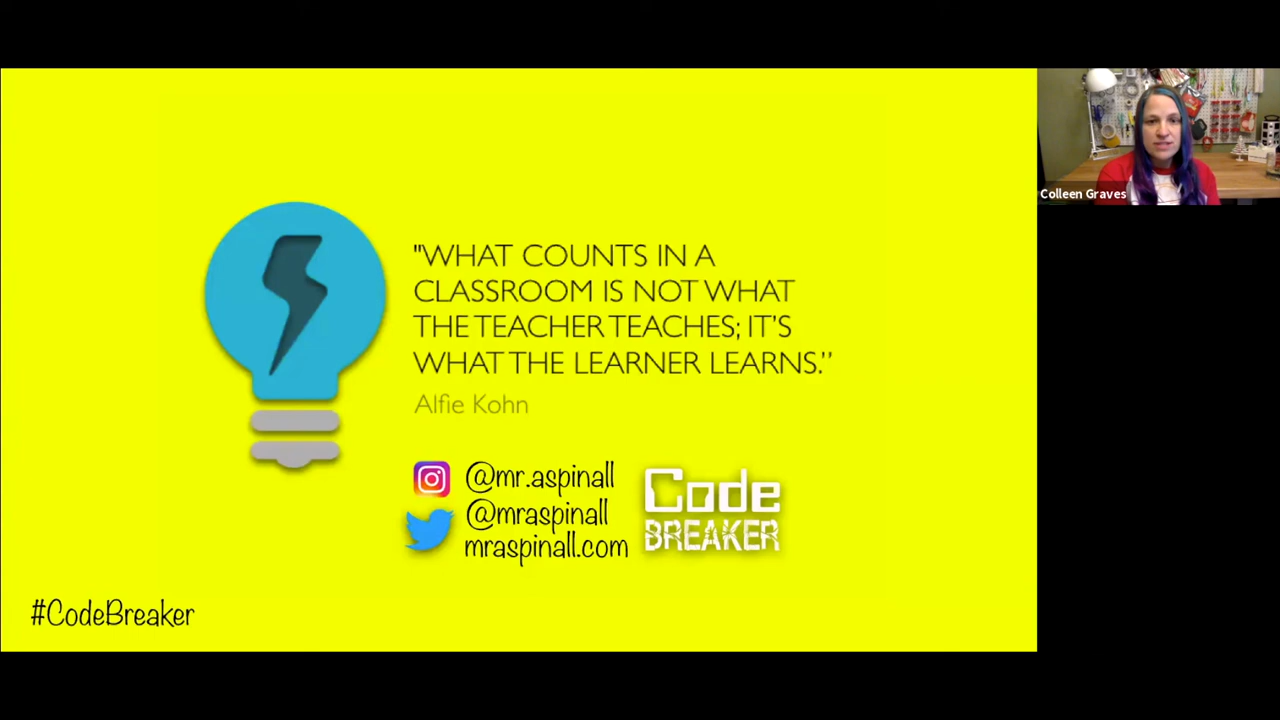 "WHAT COUNTS IN A
CLASSROOM IS NOT WHAT
THE TEACHER TEACHES; IT'S
WHAT THE LEARNER LEARNS.”
Alfie Kohn
@mr.aspinall
@mraspinall
mraspinall.com
Code
BREAKER
#CodeBreaker
Colleen Graves